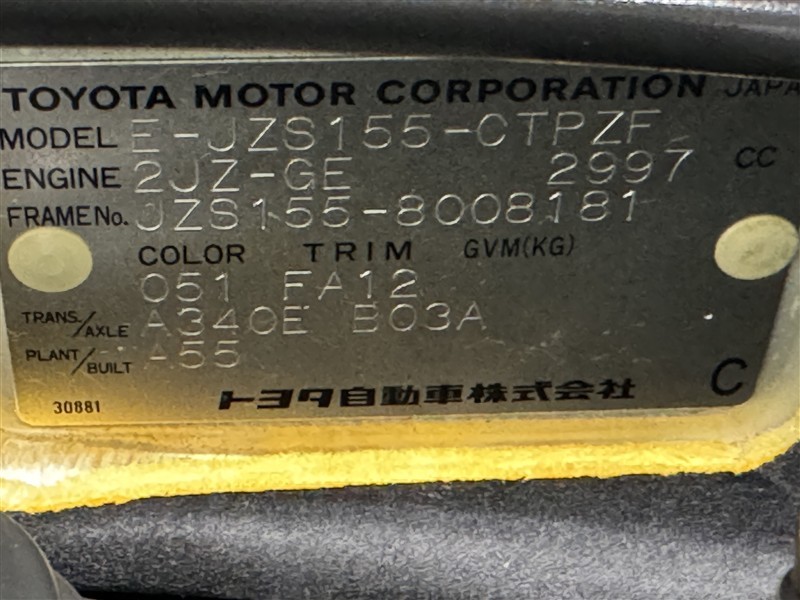 TOYOTA MOTOR CORPORATION JAPA
MODEL E-JZS155-CTPZF
ENGINE 2JZ-GE 2997 CC
FRAME No. JZS155-8008181
COLOR TRIM GVM(KG)
051 FA12
TRANS./AXLE A340E B03A
PLANT/BUILT A55
30881 トヨタ自動車株式会社 C